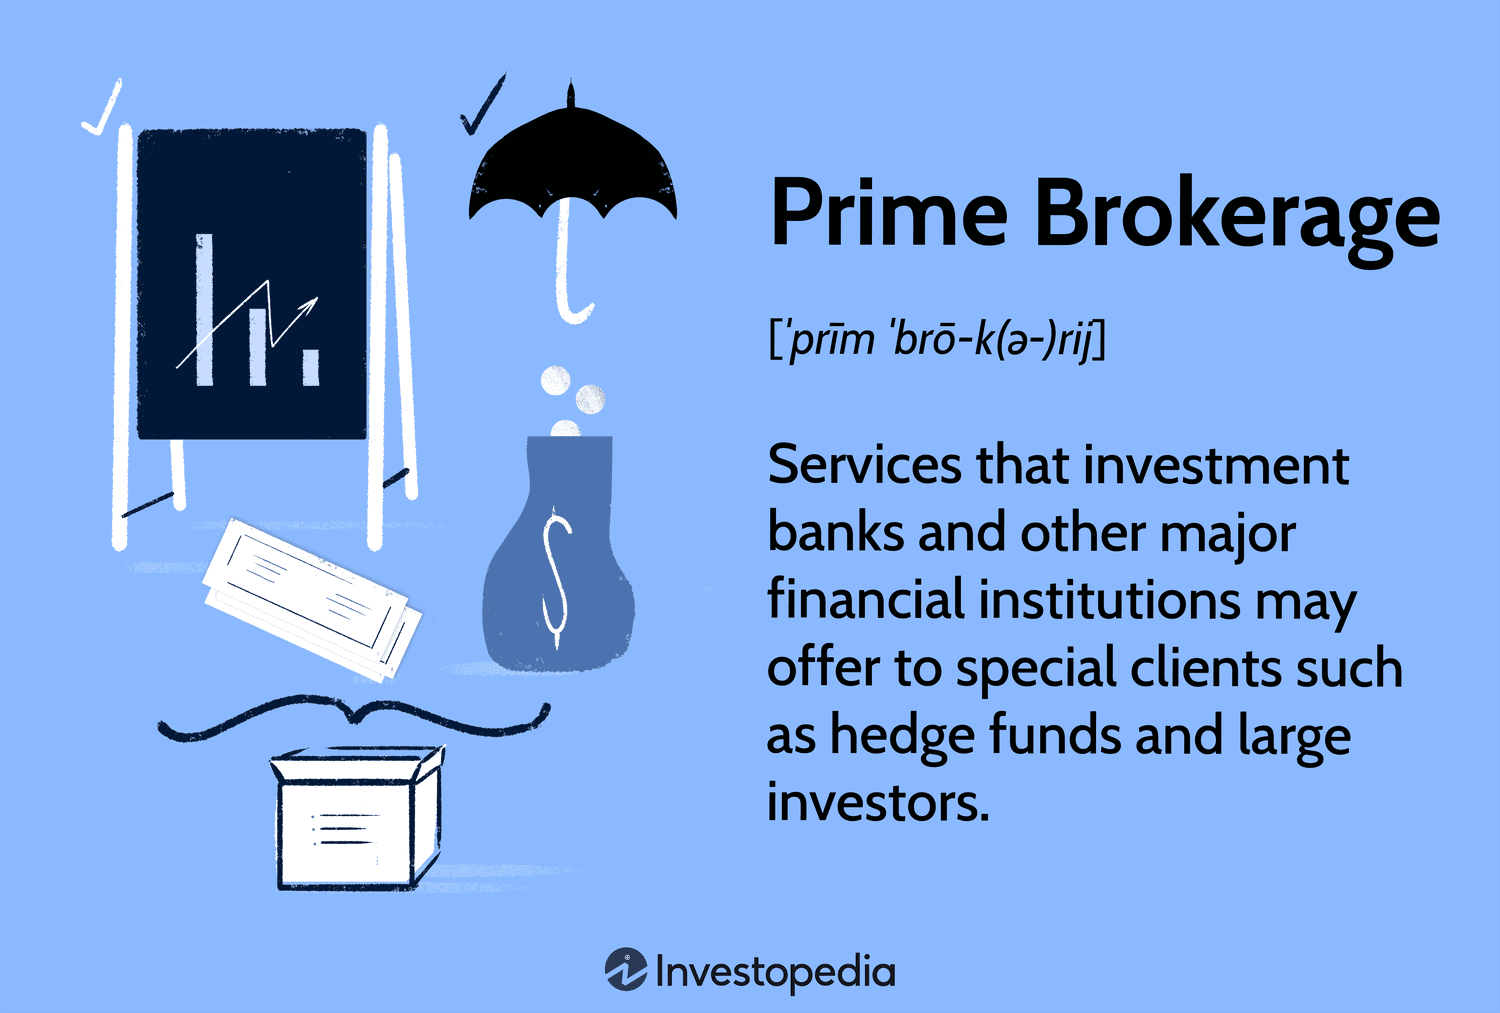 Prime Brokerage
[ˈprīm ˈbrō-k(ə-)rij]
Services that investment
banks and other major
financial institutions may
offer to special clients such
as hedge funds and large
investors.
$
Investopedia